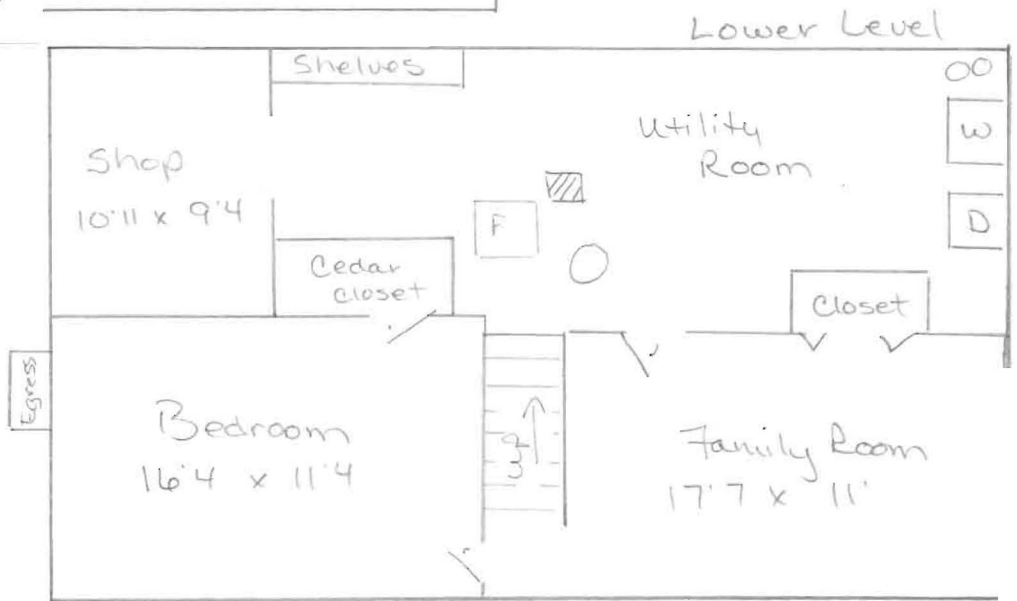 Lower Level
Shelves
Utility
Room
W
Shop
10'11 x 9'4
F
D
Cedar
Closet
Closet
Egress
Bedroom
16'4 x 11'4
Family Room
17'7 x 11'